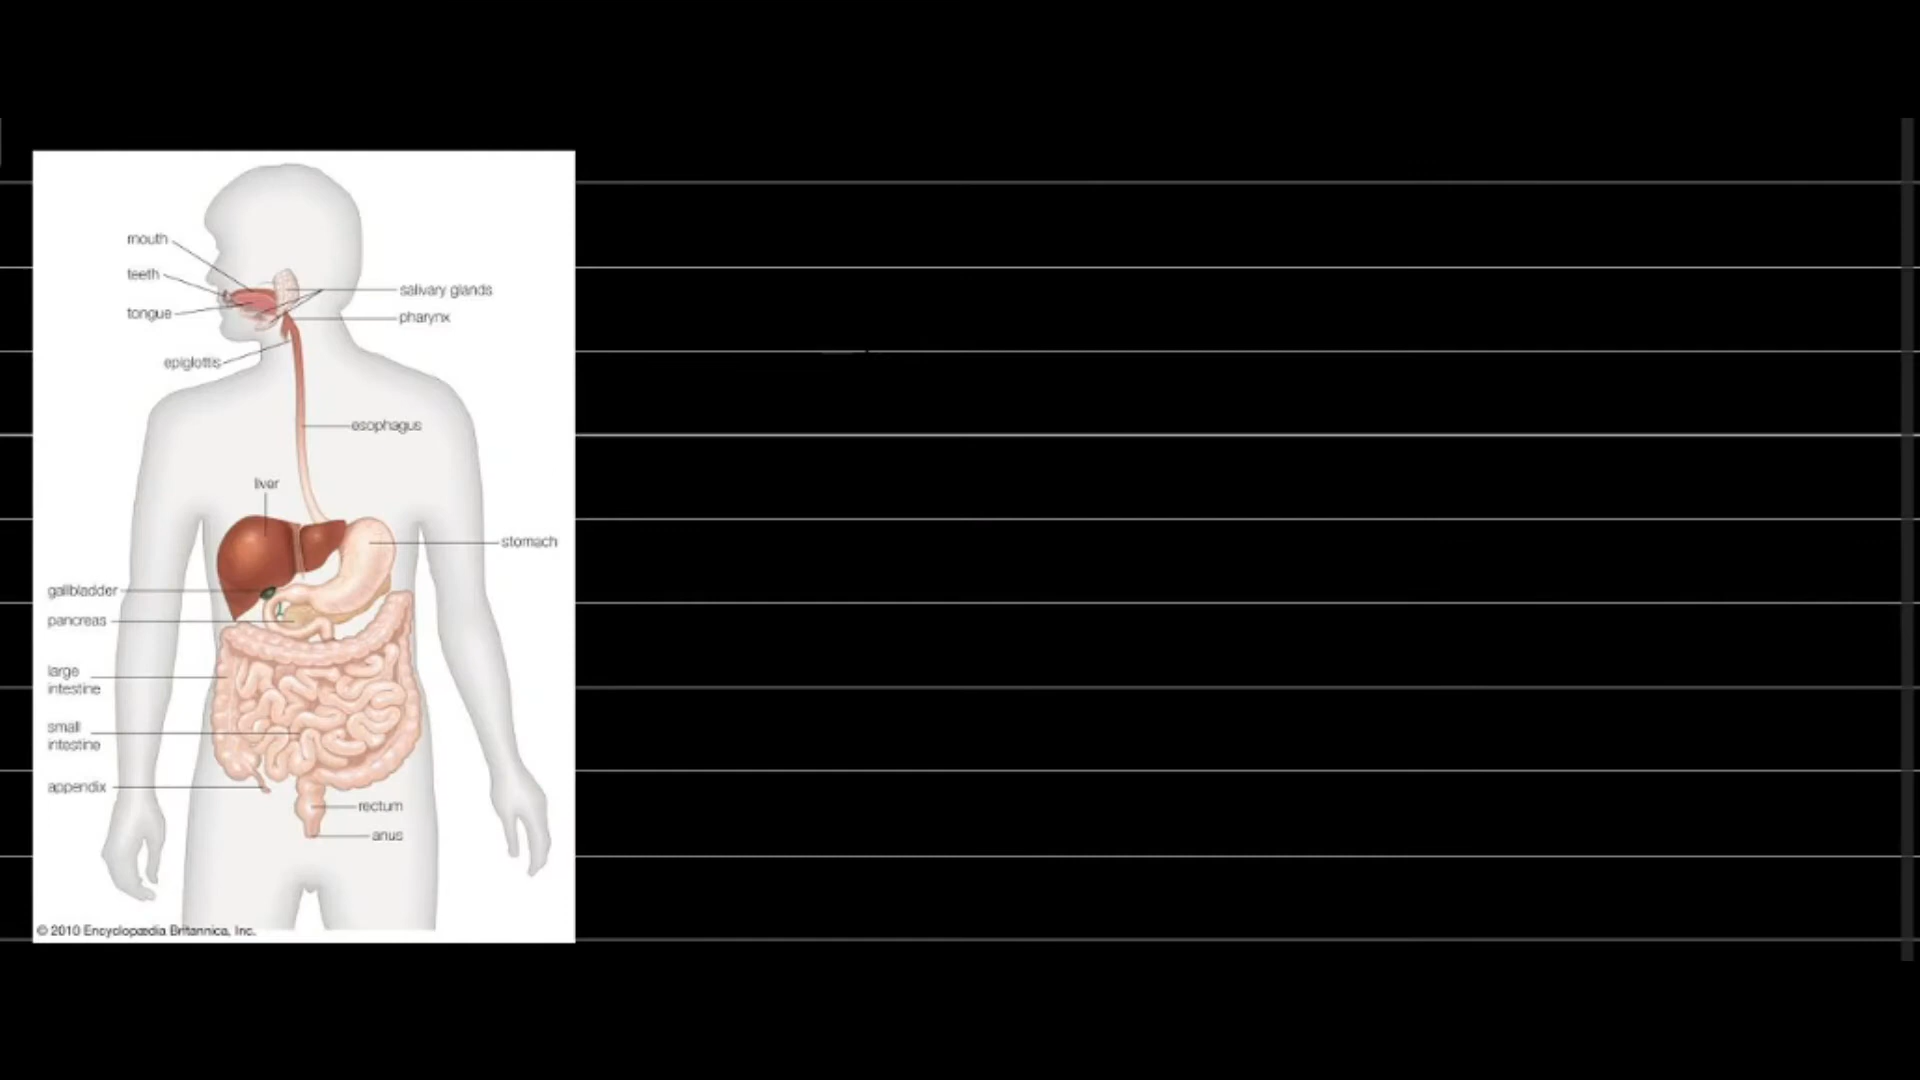 mouth
teeth
salivary glands
tongue
pharynx
epiglottis
esophagus
liver
stomach
gallbladder
pancreas
large
intestine
small
intestine
appendix
rectum
anus
© 2010 Encyclopædia Britannica, Inc.